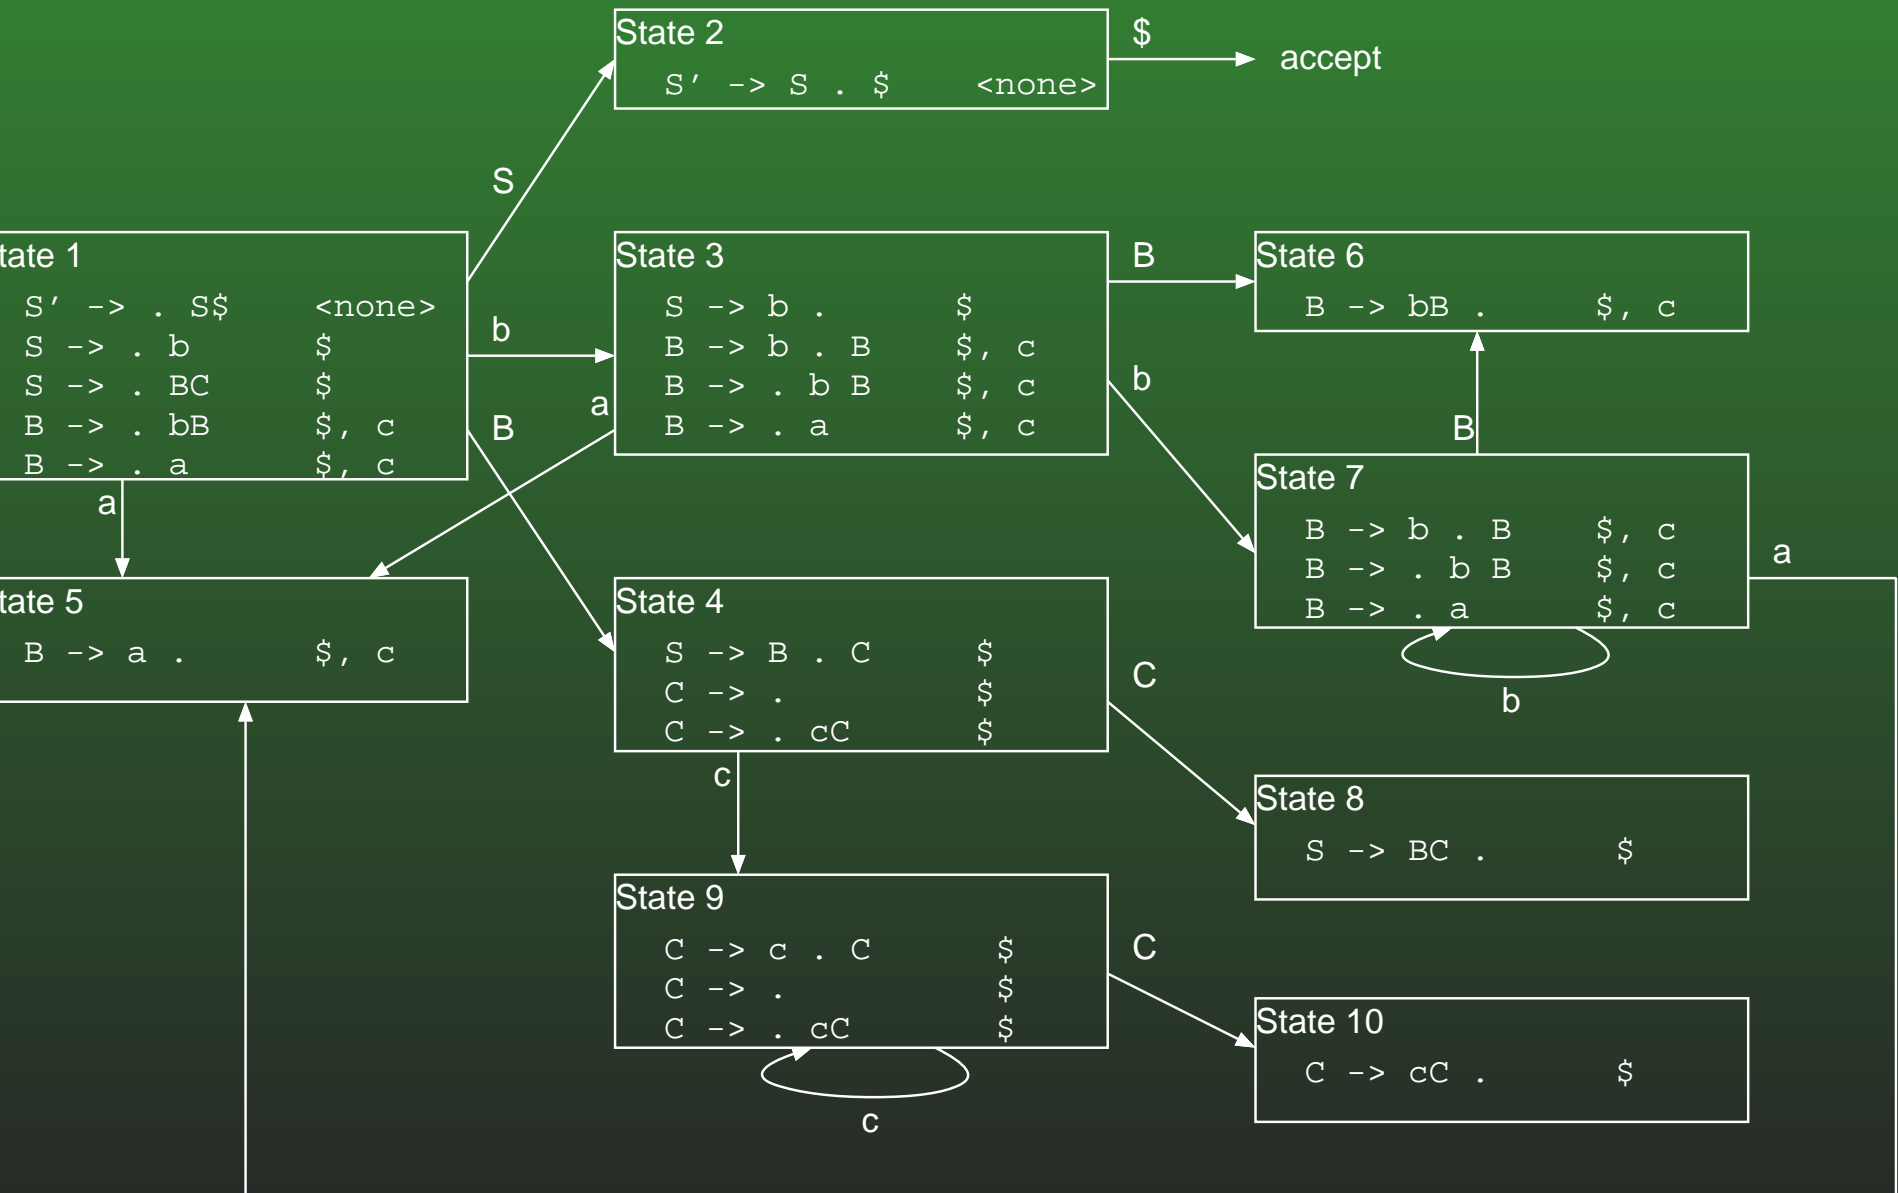 State 2
S' -> S . $ <none>
$
accept
S
tate 1
S' -> . S$ <none>
S -> . b $
S -> . BC $
B -> . bB $, c
B -> . a $, c
b
B
a
State 3
S -> b . $
B -> b . B $, c
B -> . b B $, c
B -> . a $, c
a
B
b
State 6
B -> bB . $, c
B
State 7
B -> b . B $, c
B -> . b B $, c
B -> . a $, c
a
b
tate 5
B -> a . $, c
State 4
S -> B . C $
C -> . $
C -> . cC $
C
c
State 8
S -> BC . $
State 9
C -> c . C $
C -> . $
C -> . cC $
C
c
State 10
C -> cC . $